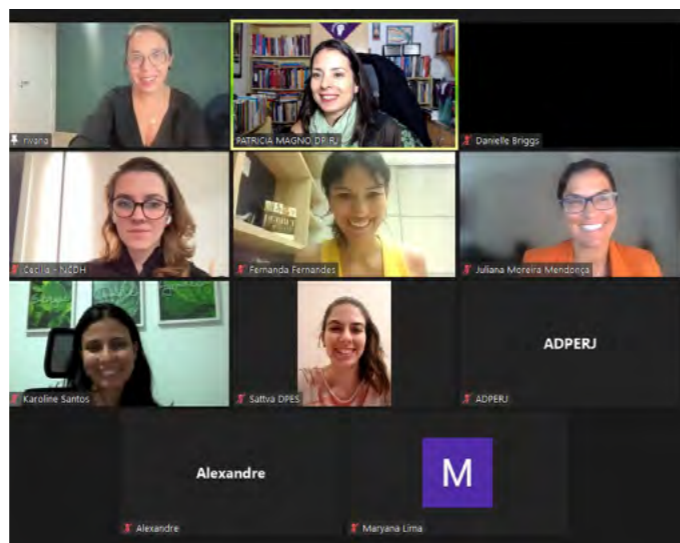 rivana
PATRICIA MAGNO DP RJ
Danielle Briggs
Cecilia - NCDH
Fernanda Fernandes
Juliana Moreira Mendonça
Karoline Santos
Sattva DPES
ADPERJ
ADPERJ
Alexandre
Alexandre
M
Maryana Lima